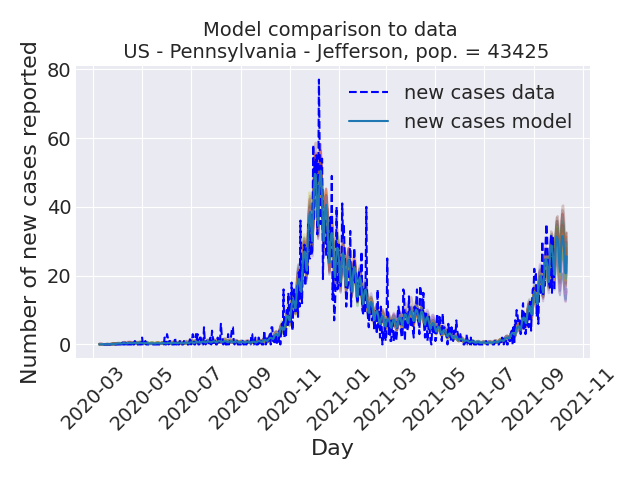 Model comparison to data
US - Pennsylvania - Jefferson, pop. = 43425
Number of new cases reported
80
60
40
20
0
new cases data
new cases model
2020-03
2020-05
2020-07
2020-09
2020-11
2021-01
2021-03
2021-05
2021-07
2021-09
2021-11
Day